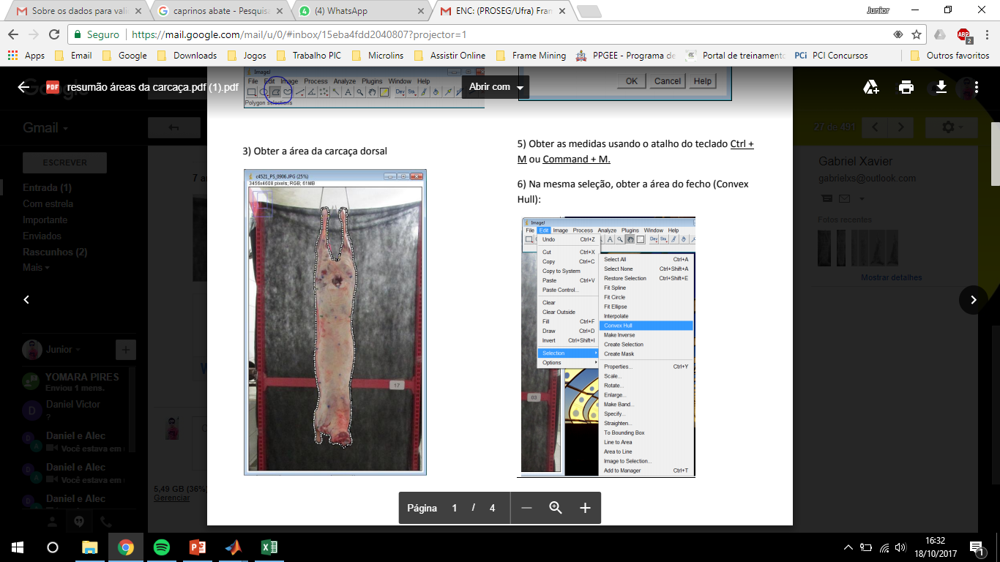 Sobre os dados para vali
caprinos abate - Pesquisa
(4) WhatsApp
ENC: (PROSEG/Ufra) Fran
Junior
Seguro
https://mail.google.com/mail/u/0/#inbox/15eba4fdd2040807?projector=1
ABP
2
Apps
Email
Google
Downloads
Jogos
Trabalho PIC
Microlins
Assistir Online
Frame Mining
PPGEE - Programa de
Portal de treinamento
PCi PCI Concursos
Outros favoritos
PDF
resumão áreas da carcaça.pdf (1).pdf
Abrir com
ImageJ
File Edit Image Process Analyze Plugins Window Help
Dev Stk
Polygon selections
OK Cancel Help
Gmail
27 de 491
ESCREVER
Entrada (1)
Com estrela
Importante
Enviados
Rascunhos (2)
Mais
Junior
YOMARA PIRES
Enviou 1 mens.
Daniel Victor
?
Daniel e Alec
Você estava em
Daniel e Alec
Você estava em
Daniel e Alec
5,49 GB (36%)
Gerenciar
3) Obter a área da carcaça dorsal
c4521_PS_0906.JPG (25%)
3456x4608 pixels; RGB; 61MB
17
5) Obter as medidas usando o atalho do teclado Ctrl +
M ou Command + M.
6) Na mesma seleção, obter a área do fecho (Convex
Hull):
ImageJ
File Edit Image Process Analyze Plugins Window Help
Dev Stk
Undo Ctrl+Z
Cut Ctrl+X
Copy Ctrl+C
Copy to System
Paste Ctrl+V
Paste Control...
Clear
Clear Outside
Fill Ctrl+F
Draw Ctrl+D
Invert Ctrl+Shift+I
Selection
Options
Select All Ctrl+A
Select None Ctrl+Shift+A
Restore Selection Ctrl+Shift+E
Fit Spline
Fit Circle
Fit Ellipse
Interpolate
Convex Hull
Make Inverse
Create Selection
Create Mask
Properties... Ctrl+Y
Scale...
Rotate...
Enlarge...
Make Band...
Specify...
Straighten...
To Bounding Box
Line to Area
Area to Line
Image to Selection...
Add to Manager Ctrl+T
03
Gabriel Xavier
gabrielxs@outlook.com
Fotos recentes
Mostrar detalhes
Página 1 / 4
16:32
18/10/2017
1